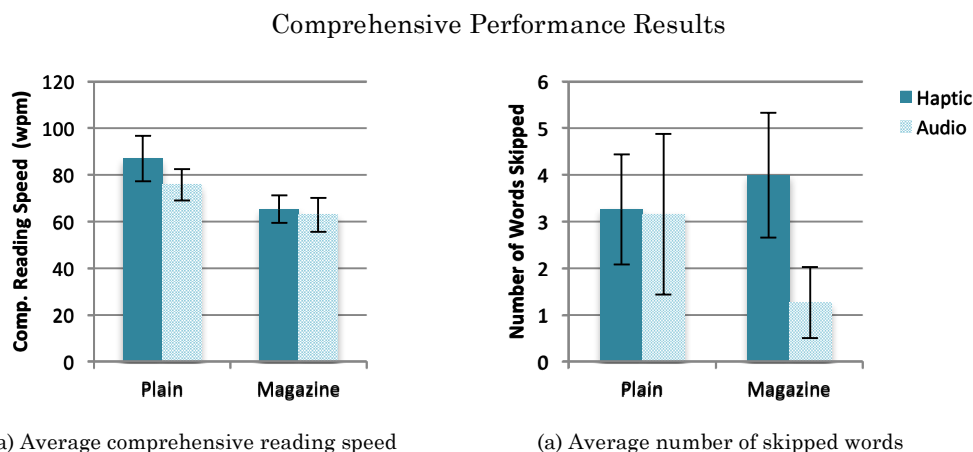 Comprehensive Performance Results
Comp. Reading Speed (wpm)
120
100
80
60
40
20
0
Plain Magazine
a) Average comprehensive reading speed
Number of Words Skipped
6
5
4
3
2
1
0
Plain Magazine
Haptic
Audio
(a) Average number of skipped words